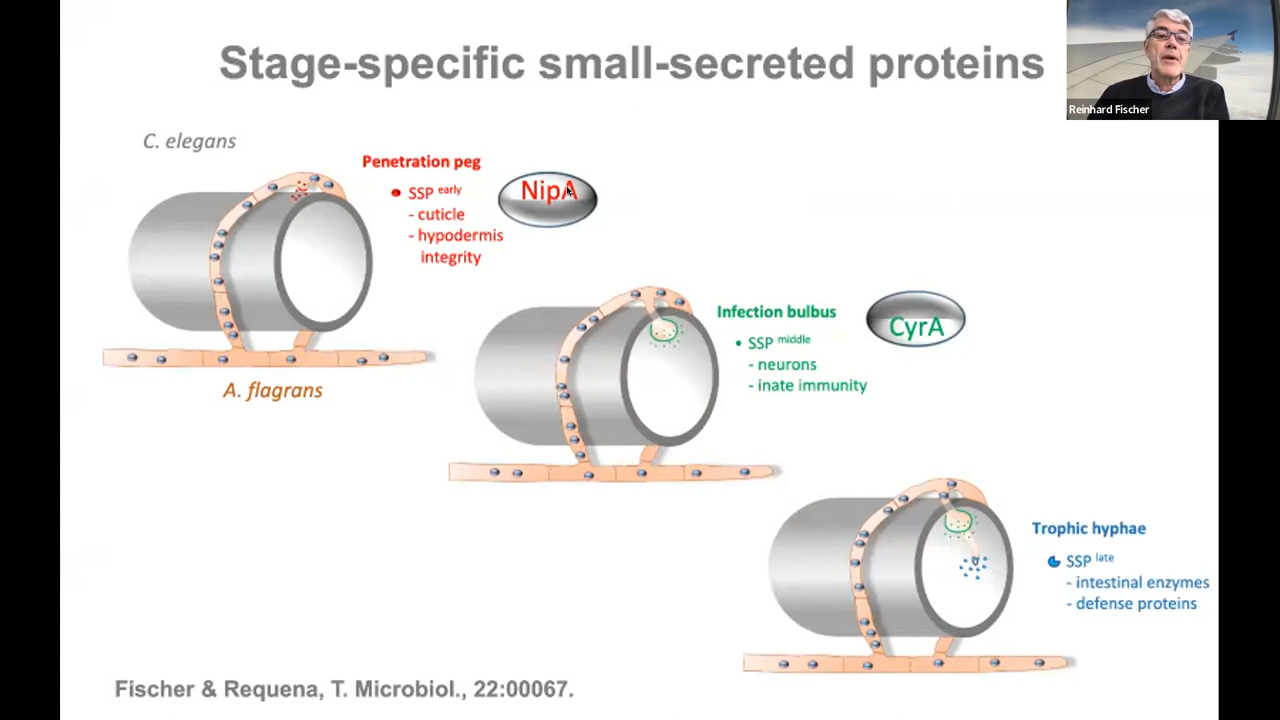 Stage-specific small-secreted proteins
Reinhard Fischer
C. elegans
Penetration peg
SSP early
- cuticle
- hypodermis
integrity
NipA
A. flagrans
Infection bulbus
• SSP middle
- neurons
- inate immunity
CyrA
Trophic hyphae
SSP late
- intestinal enzymes
- defense proteins
Fischer & Requena, T. Microbiol., 22:00067.